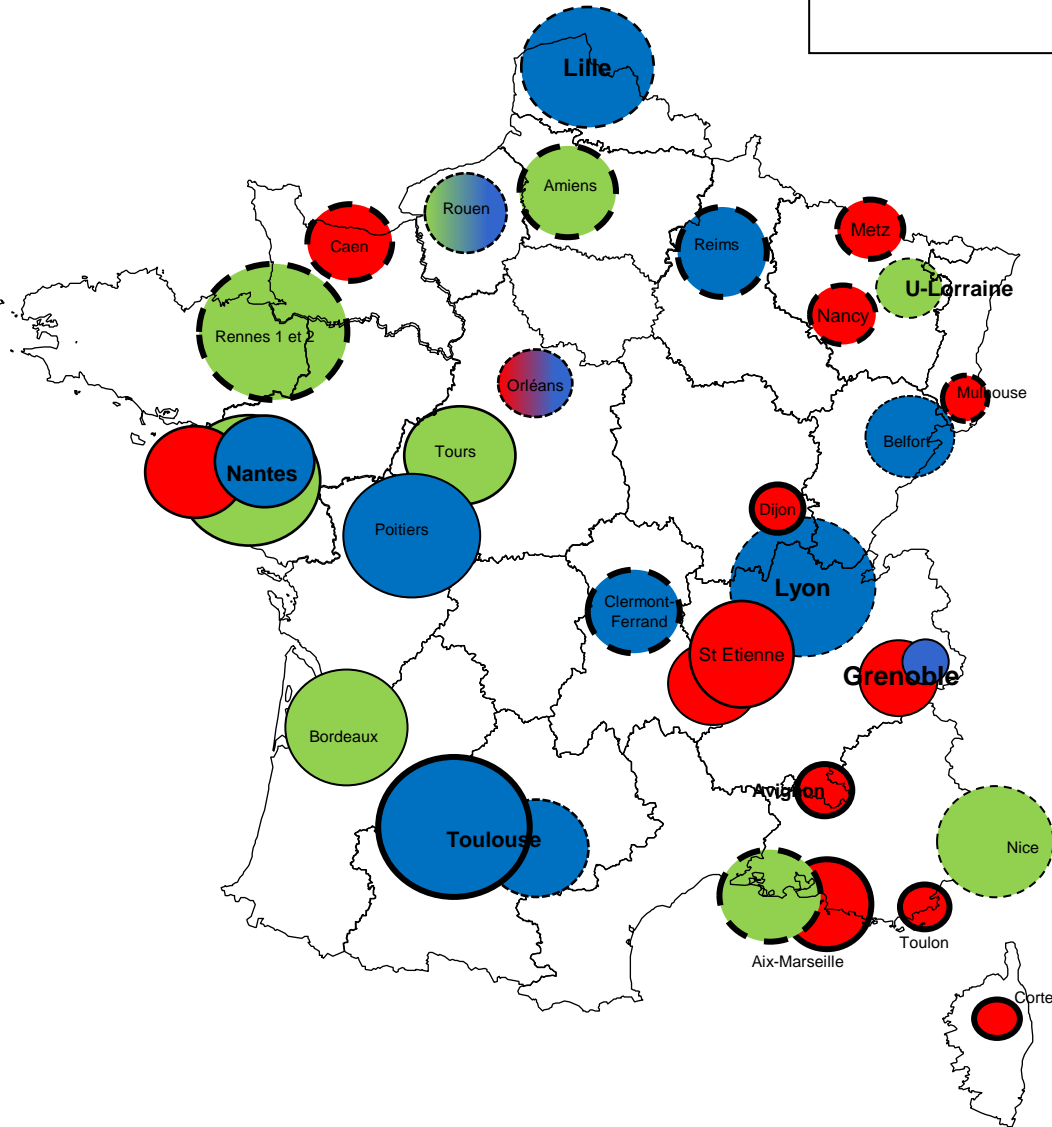 Lille
Amiens
Rouen
Caen
Reims
Metz
U-Lorraine
Nancy
Rennes 1 et 2
Orléans
Mulhouse
Belfort
Tours
Nantes
Dijon
Poitiers
Lyon
Clermont-
Ferrand
St Etienne
Grenoble
Bordeaux
Avignon
Toulouse
Nice
Toulon
Aix-Marseille
Corte